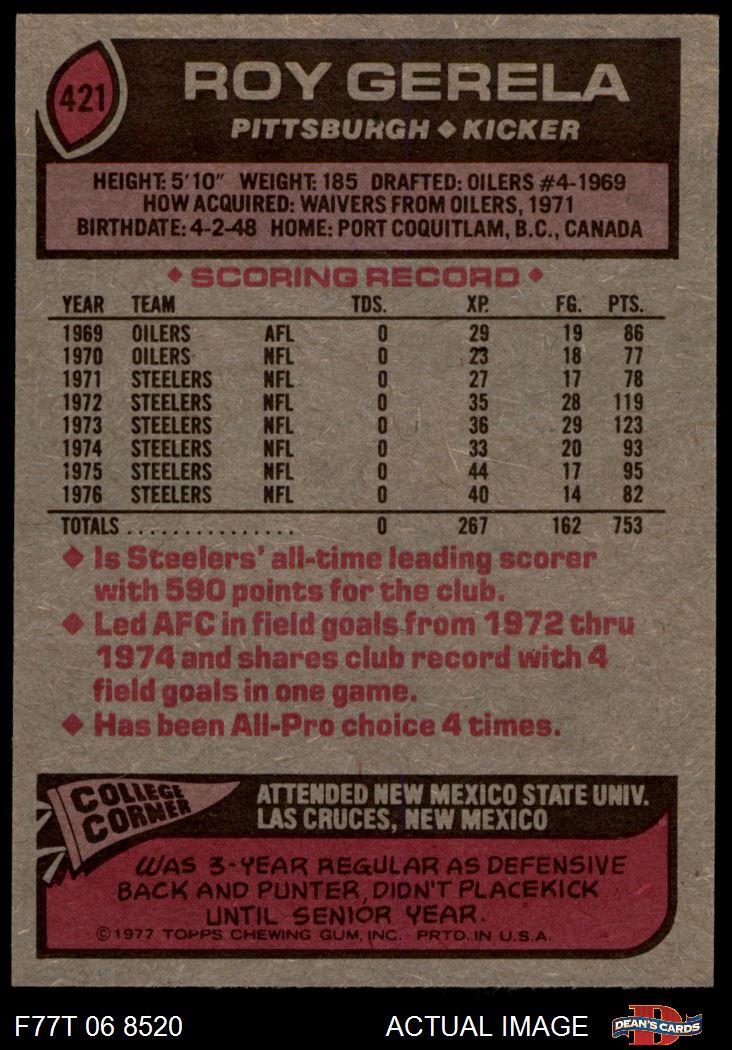 421
ROY GERELA
PITTSBURGH ◆ KICKER
HEIGHT: 5'10" WEIGHT: 185 DRAFTED: OILERS #4-1969
HOW ACQUIRED: WAIVERS FROM OILERS, 1971
BIRTHDATE: 4-2-48 HOME: PORT COQUITLAM, B.C., CANADA
◆ SCORING RECORD ◆
YEAR TEAM TDS. XP. FG. PTS.
1969 OILERS AFL 0 29 19 86
1970 OILERS NFL 0 23 18 77
1971 STEELERS NFL 0 27 17 78
1972 STEELERS NFL 0 35 28 119
1973 STEELERS NFL 0 36 29 123
1974 STEELERS NFL 0 33 20 93
1975 STEELERS NFL 0 44 17 95
1976 STEELERS NFL 0 40 14 82
TOTALS ............... 0 267 162 753
◆ Is Steelers' all-time leading scorer
with 590 points for the club.
◆ Led AFC in field goals from 1972 thru
1974 and shares club record with 4
field goals in one game.
◆ Has been All-Pro choice 4 times.
COLLEGE
CORNER
ATTENDED NEW MEXICO STATE UNIV.
LAS CRUCES, NEW MEXICO
WAS 3-YEAR REGULAR AS DEFENSIVE
BACK AND PUNTER, DIDN'T PLACEKICK
UNTIL SENIOR YEAR.
©1977 TOPPS CHEWING GUM, INC. PRTD. IN U.S.A.
F77T 06 8520 ACTUAL IMAGE
D
DEAN'S CARDS